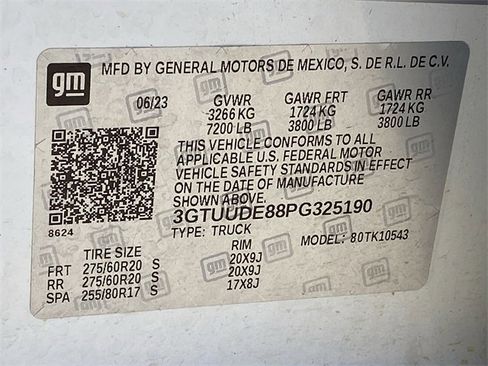 gm
MFD BY GENERAL MOTORS DE MEXICO, S. DE R.L. DE C.V.
06/23 GVWR GAWR FRT GAWR RR
3266 KG 1724 KG 1724 KG
7200 LB 3800 LB 3800 LB
THIS VEHICLE CONFORMS TO ALL
APPLICABLE U.S. FEDERAL MOTOR
VEHICLE SAFETY STANDARDS IN EFFECT
ON THE DATE OF MANUFACTURE
SHOWN ABOVE.
3GTUUDE88PG325190
8624
TYPE: TRUCK MODEL: 80TK10543
TIRE SIZE RIM
FRT 275/60R20 S 20X9J
RR 275/60R20 S 20X9J
SPA 255/80R17 S 17X8J